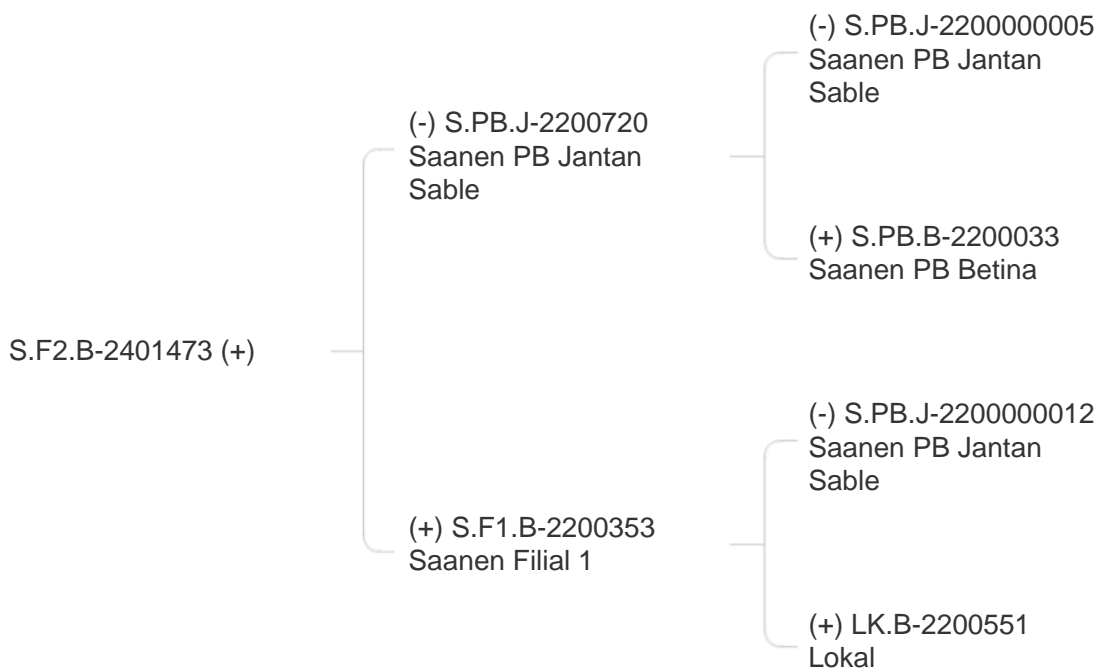 (-) S.PB.J-2200000005
Saanen PB Jantan
Sable
(-) S.PB.J-2200720
Saanen PB Jantan
Sable
(+) S.PB.B-2200033
Saanen PB Betina
S.F2.B-2401473 (+)
(-) S.PB.J-2200000012
Saanen PB Jantan
Sable
(+) S.F1.B-2200353
Saanen Filial 1
(+) LK.B-2200551
Lokal